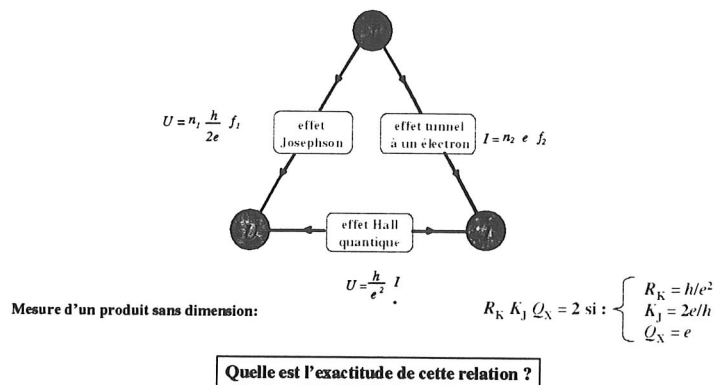 U = n₁ h/2e f₁
effet
Josephson
effet tunnel
à un électron
I = n₂ e f₂
effet Hall
quantique
U = h/e² I
Mesure d'un produit sans dimension:
R_K K_J Q_X = 2 si : { R_K = h/e²
K_J = 2e/h
Q_X = e
Quelle est l'exactitude de cette relation ?